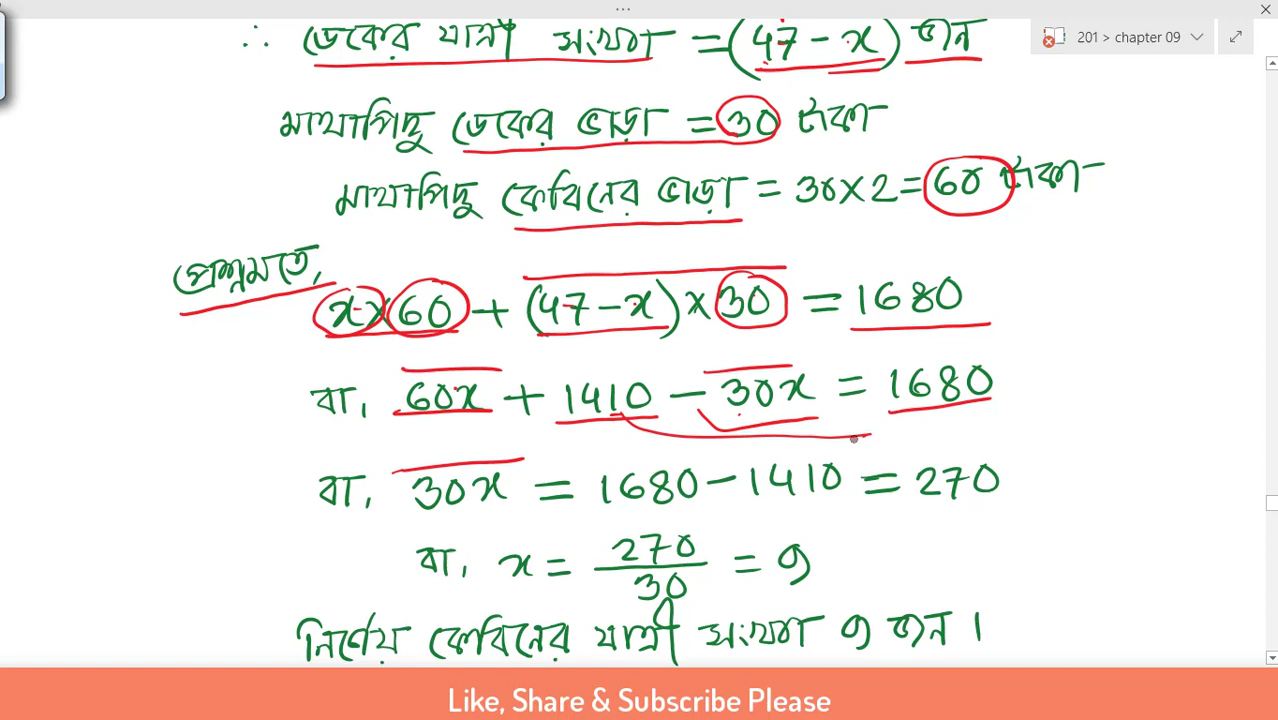 ...
201 > chapter 09
∴ ডেকের যাত্রী সংখ্যা = (47 - x) জন
মাথাপিছু ডেকের ভাড়া = 30 টাকা
মাথাপিছু কেবিনের ভাড়া = 30 × 2 = 60 টাকা
প্রশ্নমতে,
x × 60 + (47 - x) × 30 = 1680
বা, 60x + 1410 - 30x = 1680
বা, 30x = 1680 - 1410 = 270
বা, x = 270/30 = 9
নির্ণেয় কেবিনের যাত্রী সংখ্যা 9 জন।
Like, Share & Subscribe Please